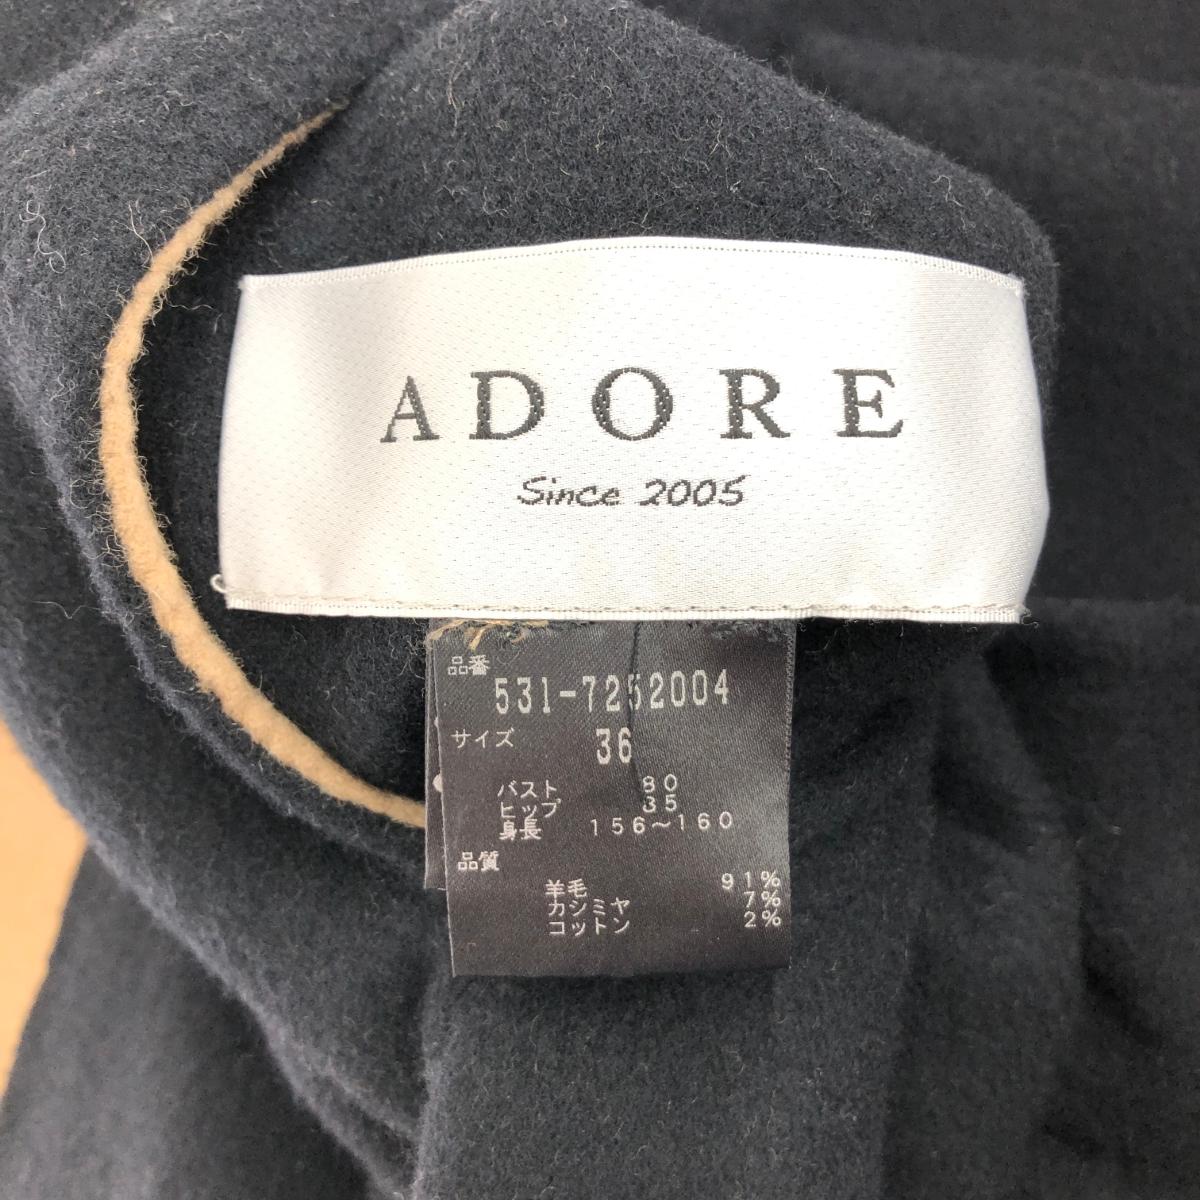 ADORE
Since 2005
品番
531-7252004
サイズ 36
バスト 80
ヒップ 35
身長 156～160
品質
羊毛 91%
カシミヤ 7%
コットン 2%